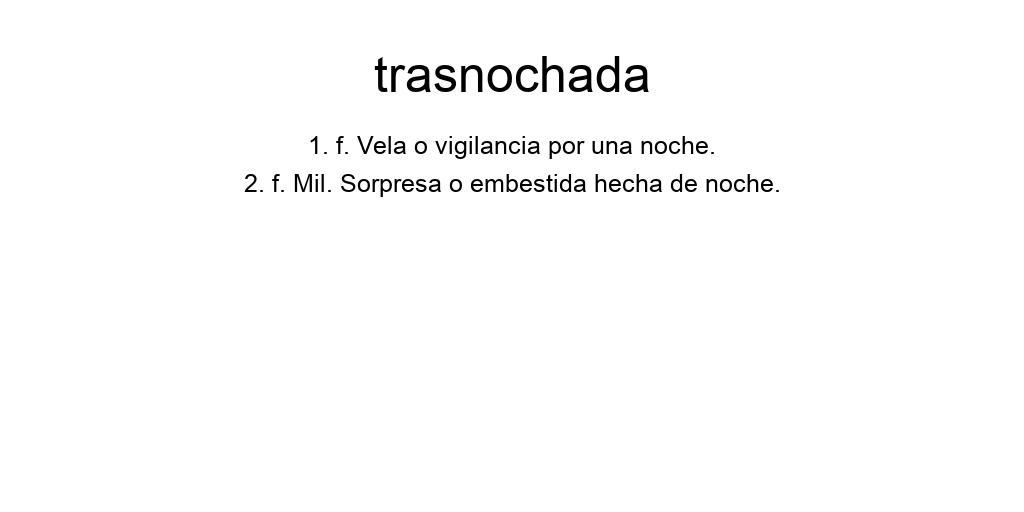 trasnochada
1. f. Vela o vigilancia por una noche.
2. f. Mil. Sorpresa o embestida hecha de noche.